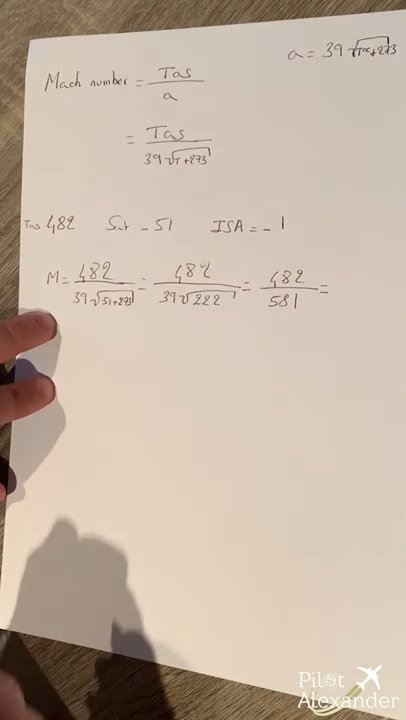 a = 39 √T°C+273
Mach number = Tas / a
= Tas / 39√T+273
Tas 482 Sat -51 ISA = -1
M = 482 / 39√51+273 = 482 / 39√222 = 482 / 581 =
Pilot
Alexander